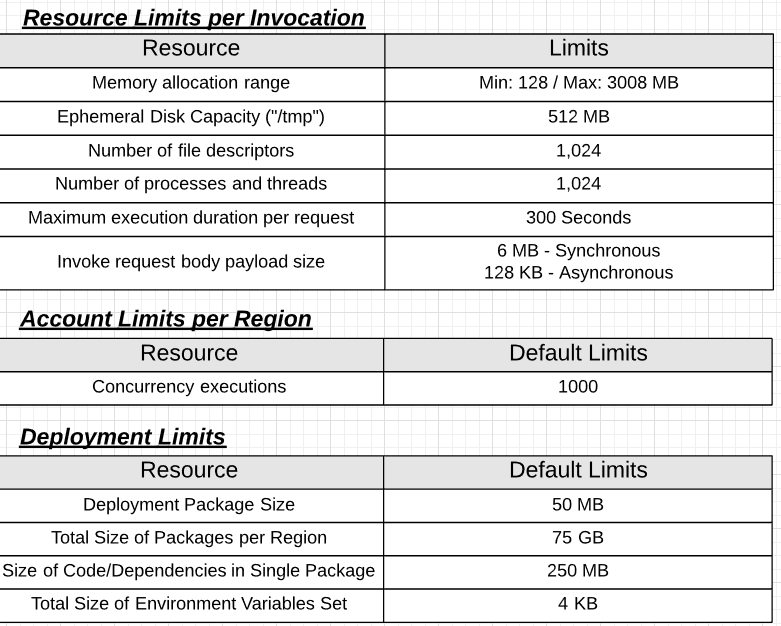 Resource Limits per Invocation
Resource Limits
Memory allocation range Min: 128 / Max: 3008 MB
Ephemeral Disk Capacity ("/tmp") 512 MB
Number of file descriptors 1,024
Number of processes and threads 1,024
Maximum execution duration per request 300 Seconds
Invoke request body payload size 6 MB - Synchronous
128 KB - Asynchronous
Account Limits per Region
Resource Default Limits
Concurrency executions 1000
Deployment Limits
Resource Default Limits
Deployment Package Size 50 MB
Total Size of Packages per Region 75 GB
Size of Code/Dependencies in Single Package 250 MB
Total Size of Environment Variables Set 4 KB